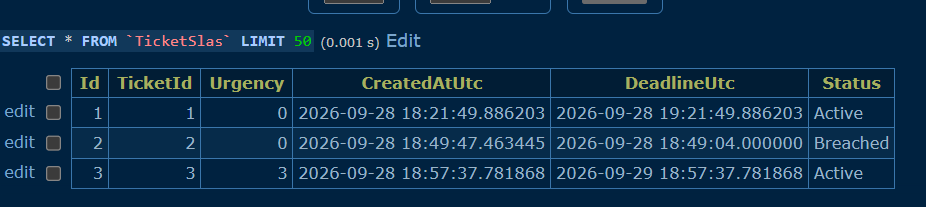 SELECT * FROM `TicketSlas` LIMIT 50 (0.001 s) Edit
Id TicketId Urgency CreatedAtUtc DeadlineUtc Status
edit 1 1 0 2026-09-28 18:21:49.886203 2026-09-28 19:21:49.886203 Active
edit 2 2 0 2026-09-28 18:49:47.463445 2026-09-28 18:49:04.000000 Breached
edit 3 3 3 2026-09-28 18:57:37.781868 2026-09-29 18:57:37.781868 Active